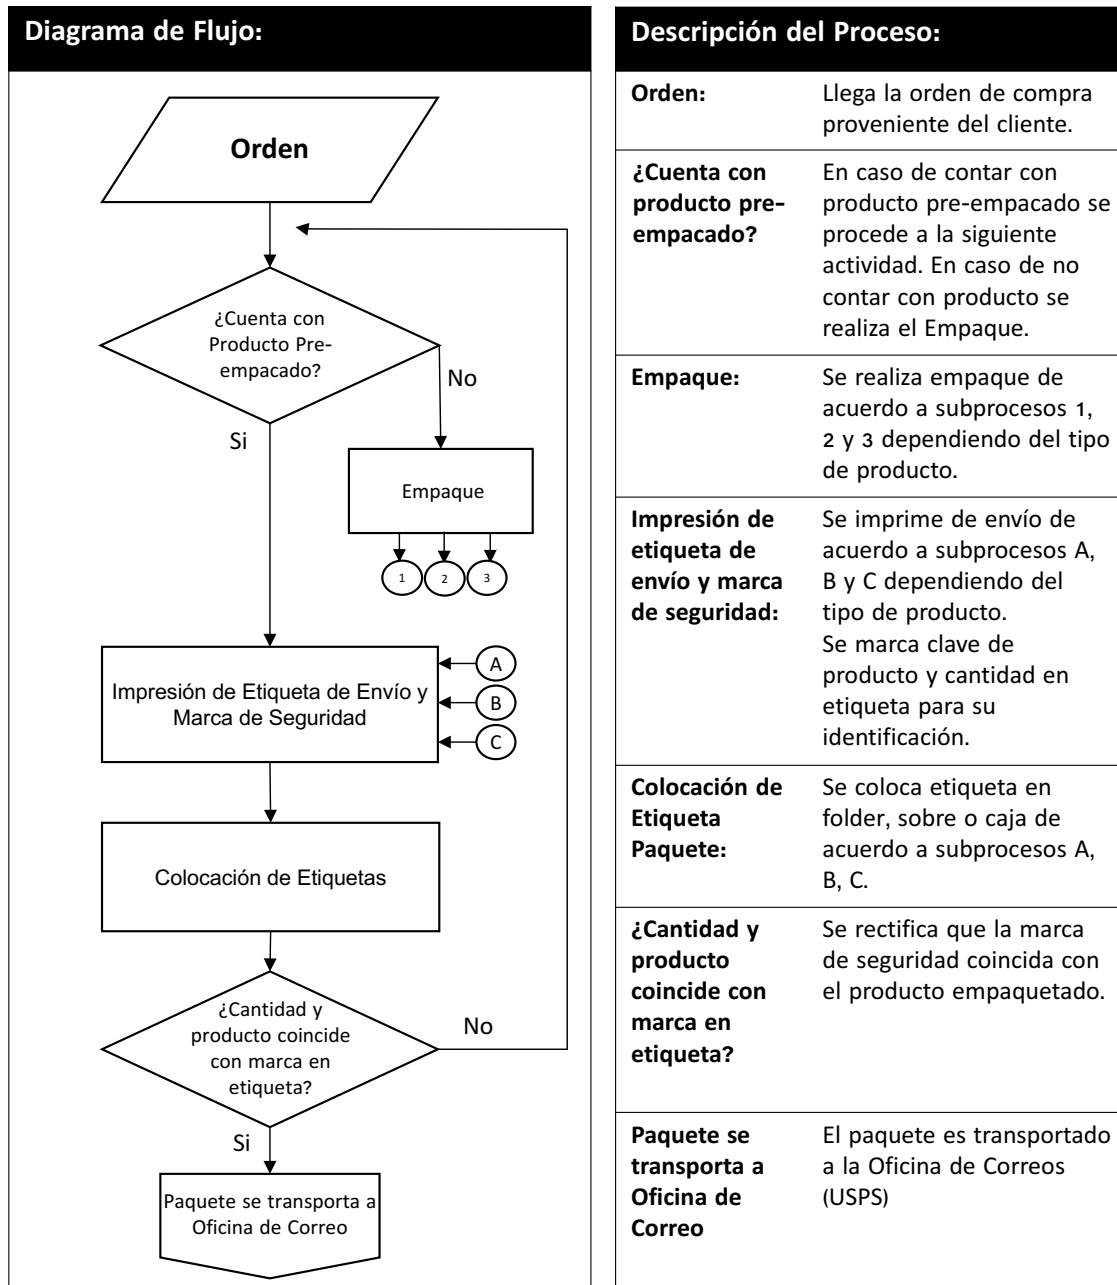 Diagrama de Flujo:
Orden
¿Cuenta con
Producto Pre-
empacado?
No
Si
Empaque
1
2
3
A
Impresión de Etiqueta de Envío y
Marca de Seguridad
B
C
Colocación de Etiquetas
¿Cantidad y
producto coincide
con marca en
etiqueta?
No
Si
Paquete se transporta a
Oficina de Correo
Descripción del Proceso:
Orden:
Llega la orden de compra
proveniente del cliente.
¿Cuenta con
producto pre-
empacado?
En caso de contar con
producto pre-empacado se
procede a la siguiente
actividad. En caso de no
contar con producto se
realiza el Empaque.
Empaque:
Se realiza empaque de
acuerdo a subprocesos 1,
2 y 3 dependiendo del tipo
de producto.
Impresión de
etiqueta de
envío y marca
de seguridad:
Se imprime de envío de
acuerdo a subprocesos A,
B y C dependiendo del
tipo de producto.
Se marca clave de
producto y cantidad en
etiqueta para su
identificación.
Colocación de
Etiqueta
Paquete:
Se coloca etiqueta en
folder, sobre o caja de
acuerdo a subprocesos A,
B, C.
¿Cantidad y
producto
coincide con
marca en
etiqueta?
Se rectifica que la marca
de seguridad coincida con
el producto empaquetado.
Paquete se
transporta a
Oficina de
Correo
El paquete es transportado
a la Oficina de Correos
(USPS)